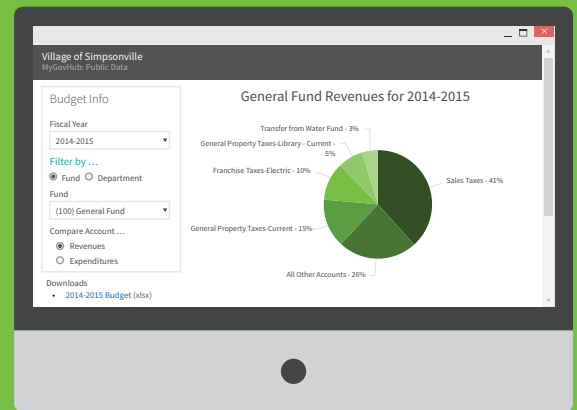 Village of Simpsonville
MyGovHub: Public Data
Budget Info
Fiscal Year
2014-2015
Filter by ...
Fund Department
Fund
(100) General Fund
Compare Account ...
Revenues
Expenditures
Downloads
• 2014-2015 Budget (xlsx)
General Fund Revenues for 2014-2015
Transfer from Water Fund - 3%
General Property Taxes-Library - Current -
5%
Franchise Taxes-Electric - 10%
Sales Taxes - 41%
General Property Taxes-Current - 15%
All Other Accounts - 26%